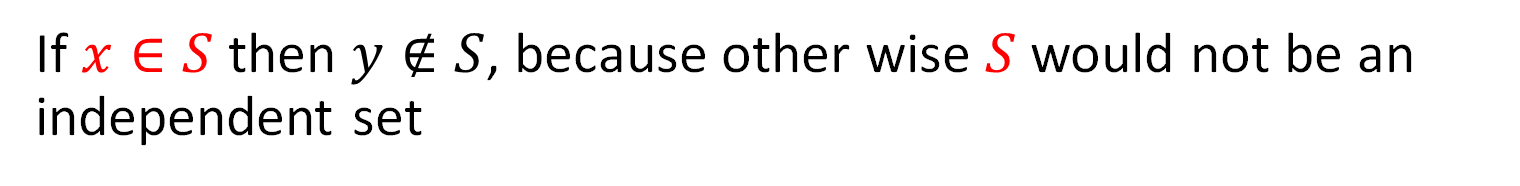 If 𝑥 ∈ 𝑆 then 𝑦 ∉ 𝑆, because other wise 𝑆 would not be an
independent set